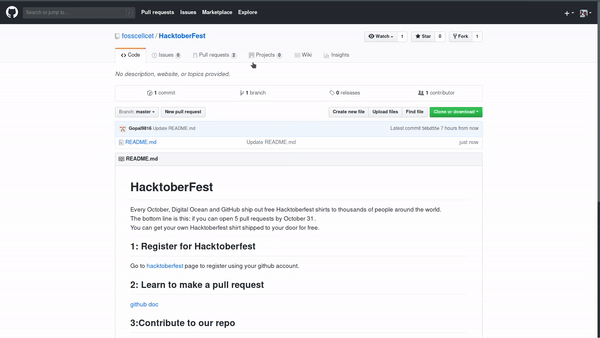 Search or jump to... Pull requests Issues Marketplace Explore
fosscelicet / HacktoberFest Watch 1 Star 8 Fork 1
Code Issues 0 Pull requests 2 Projects 0 Wiki Insights
No description, website, or topics provided.
1 commit 1 branch 0 releases 1 contributor
Branch: master New pull request Create new file Upload files Find file Clone or download
Gopal9816 Update README.md Latest commit 7 hours from now
README.md Update README.md just now
README.md
HacktoberFest
Every October, Digital Ocean and GitHub ship out free Hacktoberfest shirts to thousands of people around the world.
The bottom line is this: if you can open 5 pull requests by October 31 .
You can get your own Hacktoberfest shirt shipped to your door for free.
1: Register for Hacktoberfest
Go to hacktoberfest page to register using your github account.
2: Learn to make a pull request
github doc
3:Contribute to our repo